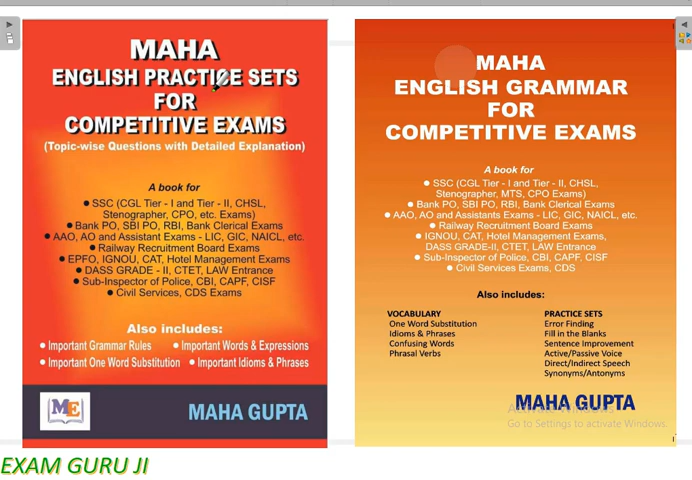 MAHA
ENGLISH PRACTICE SETS
FOR
COMPETITIVE EXAMS
(Topic-wise Questions with Detailed Explanation)
A book for
● SSC (CGL Tier - I and Tier - II, CHSL,
Stenographer, CPO, etc. Exams)
● Bank PO, SBI PO, RBI, Bank Clerical Exams
● AAO, AO and Assistant Exams - LIC, GIC, NAICL, etc.
● Railway Recruitment Board Exams
● EPFO, IGNOU, CAT, Hotel Management Exams
● DASS GRADE - II, CTET, LAW Entrance
● Sub-Inspector of Police, CBI, CAPF, CISF
● Civil Services, CDS Exams
Also includes:
● Important Grammar Rules ● Important Words & Expressions
● Important One Word Substitution ● Important Idioms & Phrases
ME
MAHA GUPTA
MAHA
ENGLISH GRAMMAR
FOR
COMPETITIVE EXAMS
A book for
● SSC (CGL Tier - I and Tier - II, CHSL,
Stenographer, MTS, CPO Exams)
● Bank PO, SBI PO, RBI, Bank Clerical Exams
● AAO, AO and Assistants Exams - LIC, GIC, NAICL, etc.
● Railway Recruitment Board Exams
● IGNOU, CAT, Hotel Management Exams,
DASS GRADE-II, CTET, LAW Entrance
● Sub-Inspector of Police, CBI, CAPF, CISF
● Civil Services Exams, CDS
Also includes:
VOCABULARY
One Word Substitution
Idioms & Phrases
Confusing Words
Phrasal Verbs
PRACTICE SETS
Error Finding
Fill in the Blanks
Sentence Improvement
Active/Passive Voice
Direct/Indirect Speech
Synonyms/Antonyms
MAHA GUPTA
Activate Windows
Go to Settings to activate Windows.
EXAM GURU JI